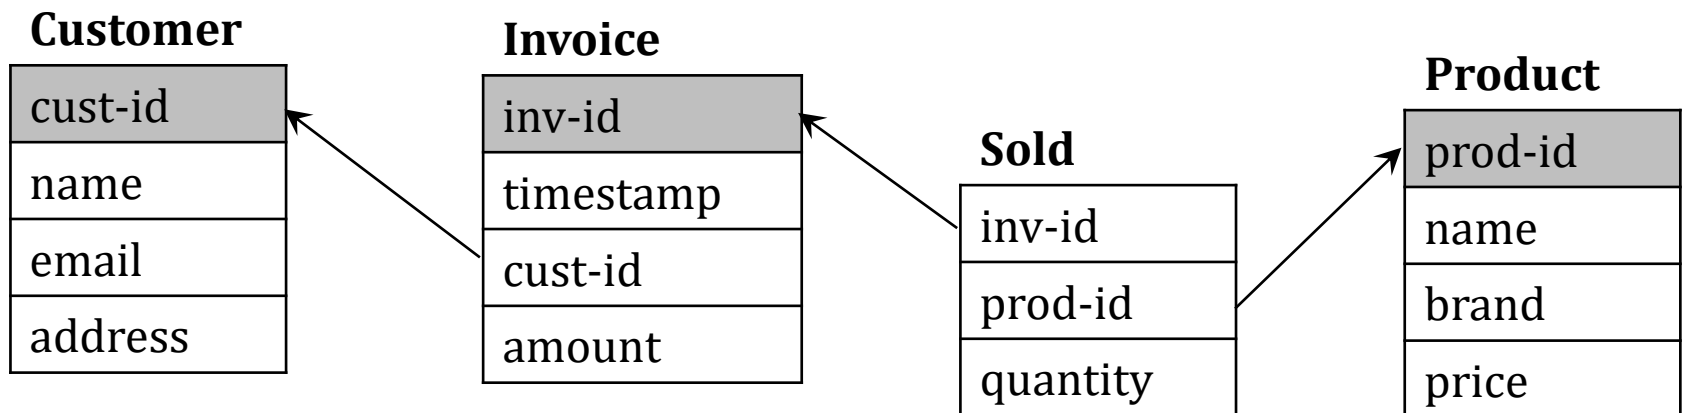 Customer
cust-id
name
email
address
Invoice
inv-id
timestamp
cust-id
amount
Sold
inv-id
prod-id
quantity
Product
prod-id
name
brand
price